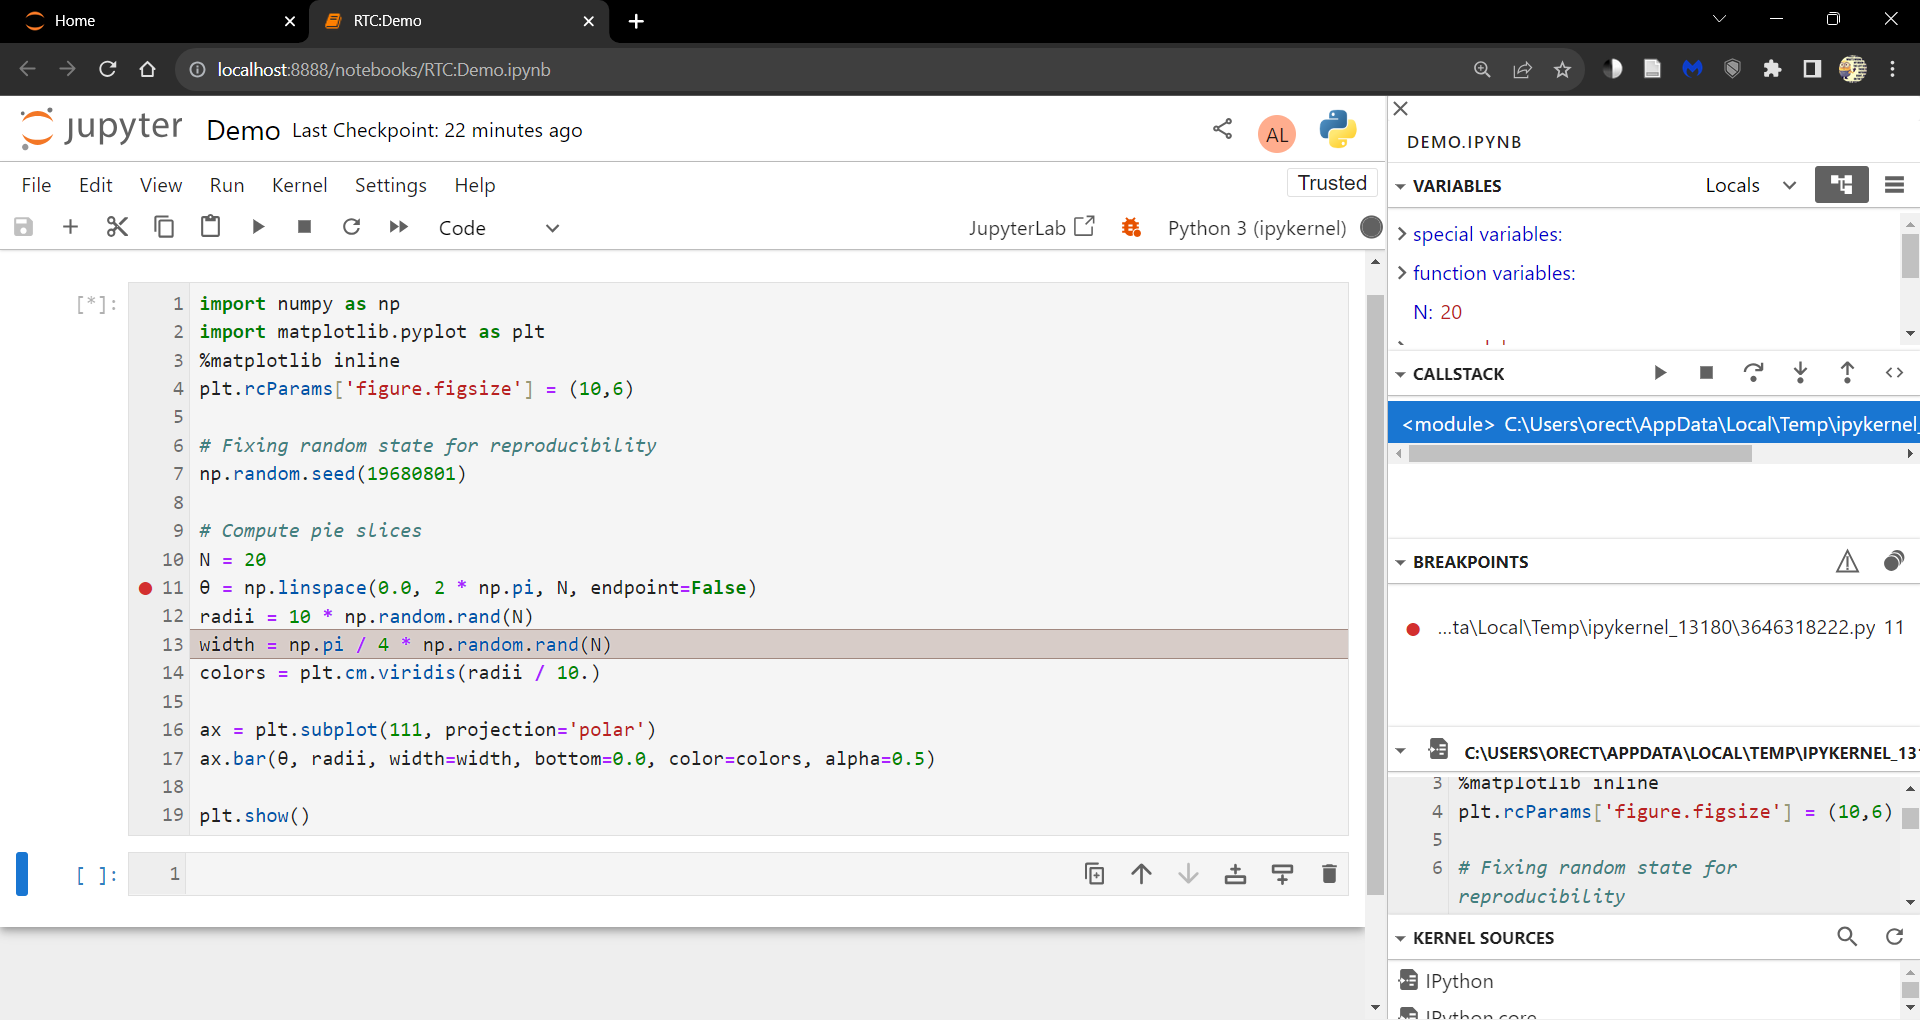 Home
RTC:Demo
localhost:8888/notebooks/RTC:Demo.ipynb
jupyter
Demo Last Checkpoint: 22 minutes ago
AL
File Edit View Run Kernel Settings Help
Trusted
Code
JupyterLab
Python 3 (ipykernel)
[*]:
1 import numpy as np
2 import matplotlib.pyplot as plt
3 %matplotlib inline
4 plt.rcParams['figure.figsize'] = (10,6)
5
6 # Fixing random state for reproducibility
7 np.random.seed(19680801)
8
9 # Compute pie slices
10 N = 20
11 θ = np.linspace(0.0, 2 * np.pi, N, endpoint=False)
12 radii = 10 * np.random.rand(N)
13 width = np.pi / 4 * np.random.rand(N)
14 colors = plt.cm.viridis(radii / 10.)
15
16 ax = plt.subplot(111, projection='polar')
17 ax.bar(θ, radii, width=width, bottom=0.0, color=colors, alpha=0.5)
18
19 plt.show()
[ ]:
1
DEMO.IPYNB
VARIABLES
Locals
special variables:
function variables:
N: 20
CALLSTACK
<module> C:\Users\orect\AppData\Local\Temp\ipykernel_
BREAKPOINTS
...ta\Local\Temp\ipykernel_13180\3646318222.py 11
C:\USERS\ORECT\APPDATA\LOCAL\TEMP\IPYKERNEL_131
3 %matplotlib inline
4 plt.rcParams['figure.figsize'] = (10,6)
5
6 # Fixing random state for
reproducibility
KERNEL SOURCES
IPython
IPython.core